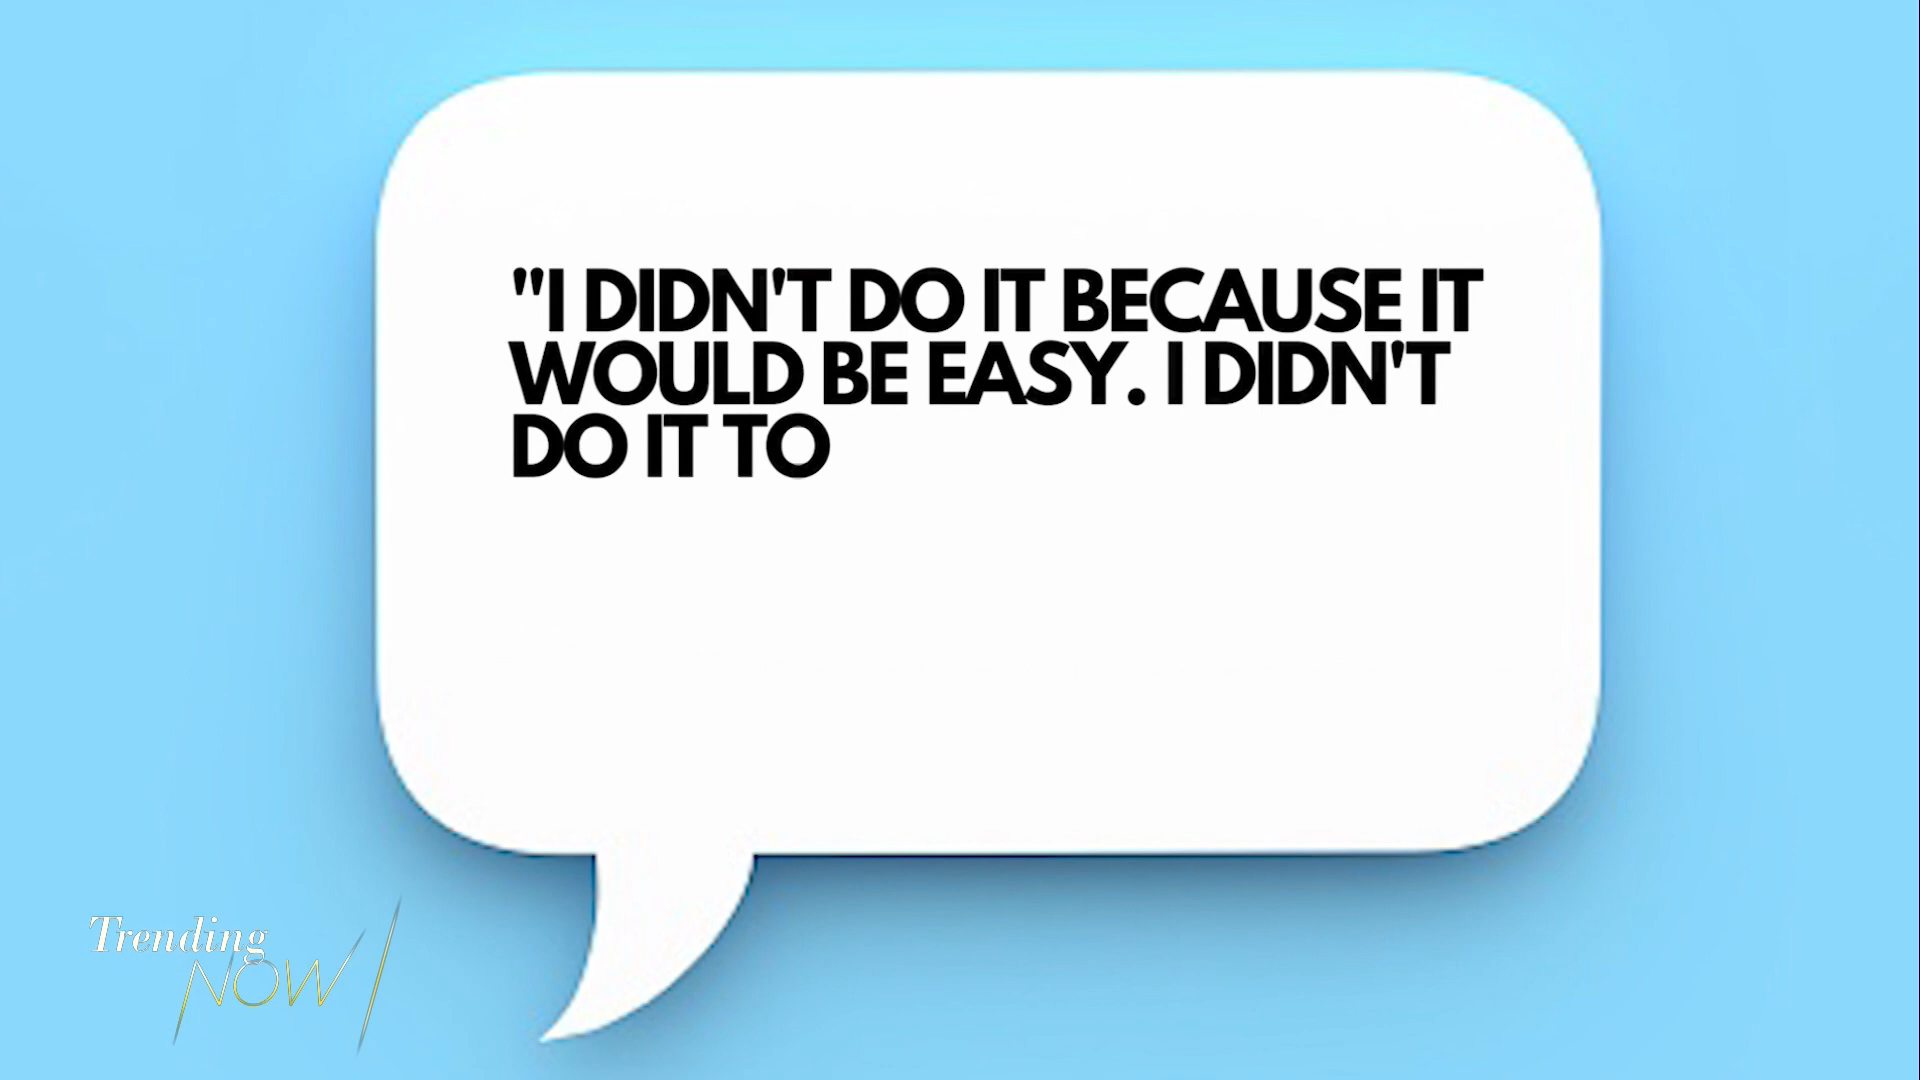 "I DIDN'T DO IT BECAUSE IT
WOULD BE EASY. I DIDN'T
DO IT TO
Trending
NOW